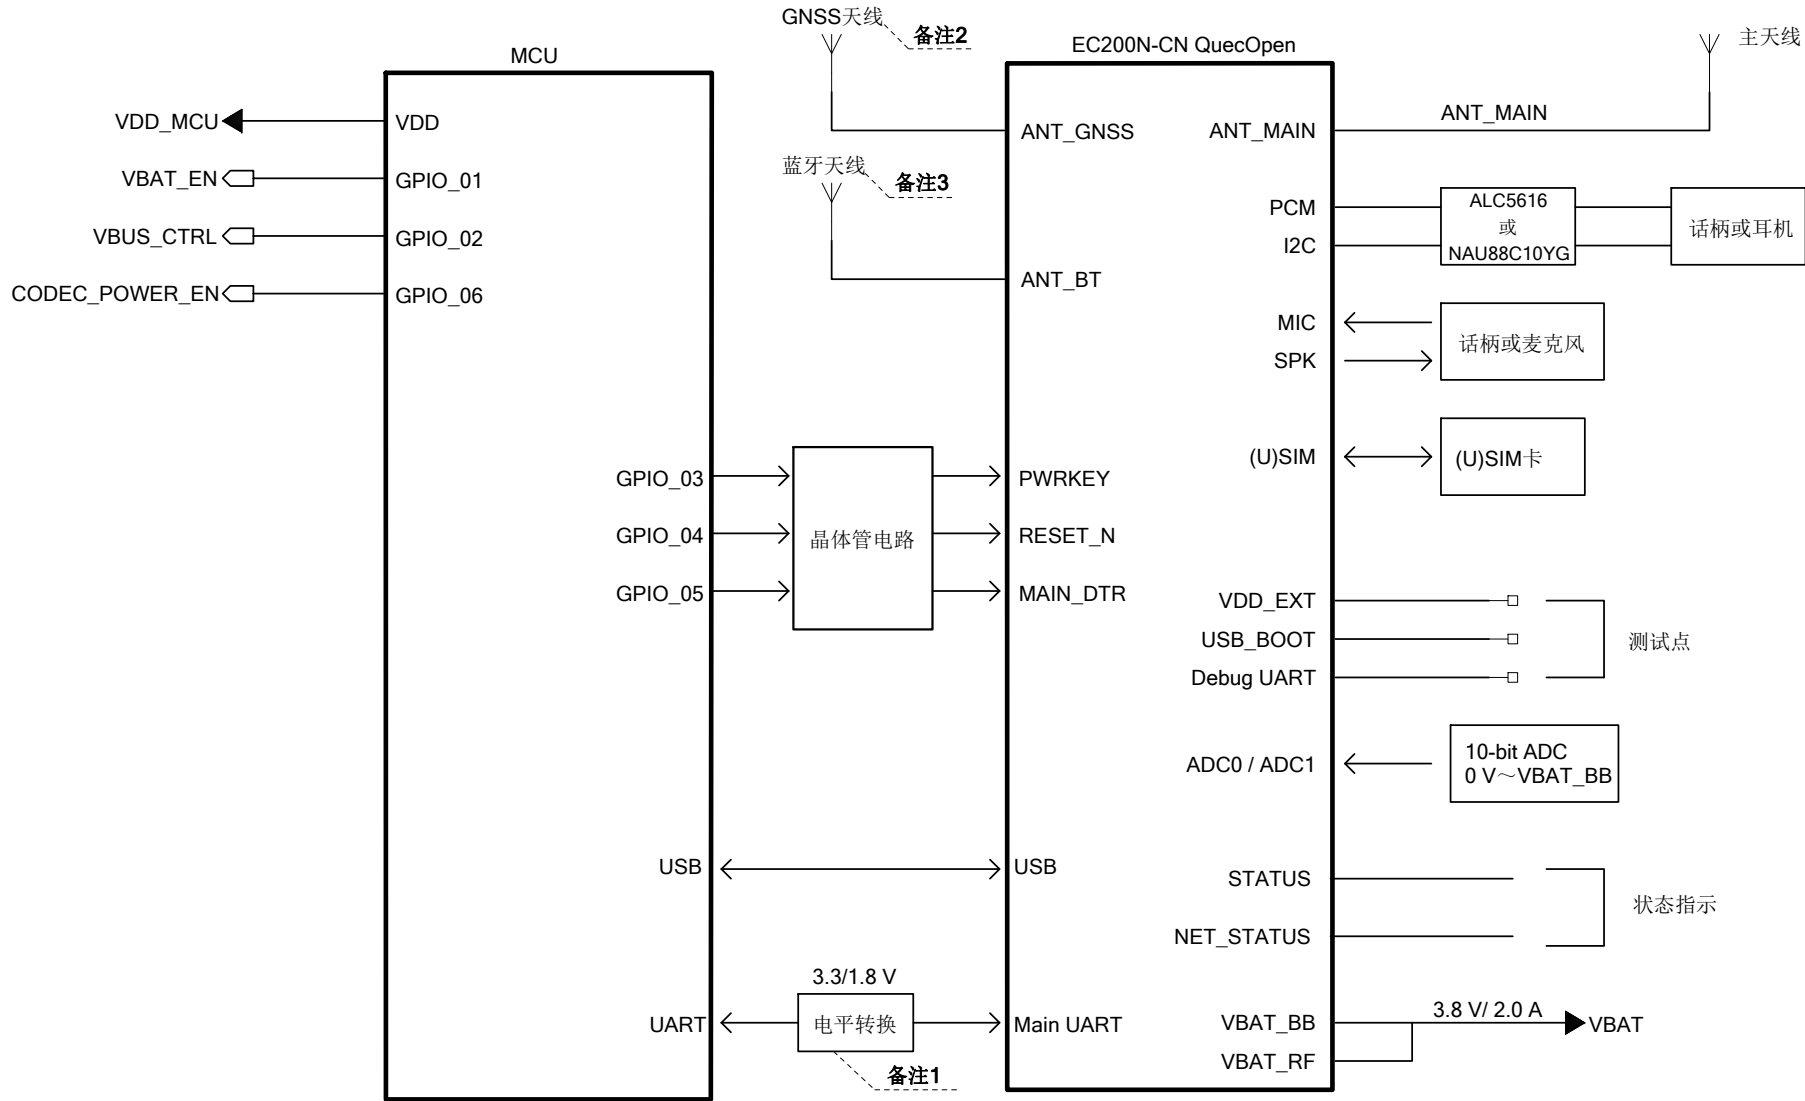 GNSS天线
备注2
MCU
EC200N-CN QuecOpen
主天线
VDD_MCU
VDD
ANT_GNSS
ANT_MAIN
ANT_MAIN
VBAT_EN
GPIO_01
蓝牙天线
备注3
VBUS_CTRL
GPIO_02
CODEC_POWER_EN
GPIO_06
ANT_BT
PCM
I2C
ALC5616
或
NAU88C10YG
话柄或耳机
MIC
SPK
话柄或麦克风
(U)SIM
(U)SIM卡
GPIO_03
GPIO_04
GPIO_05
晶体管电路
PWRKEY
RESET_N
MAIN_DTR
VDD_EXT
USB_BOOT
Debug UART
测试点
ADC0 / ADC1
10-bit ADC
0 V～VBAT_BB
USB
USB
STATUS
NET_STATUS
状态指示
3.3/1.8 V
UART
电平转换
Main UART
备注1
VBAT_BB
VBAT_RF
3.8 V/ 2.0 A
VBAT